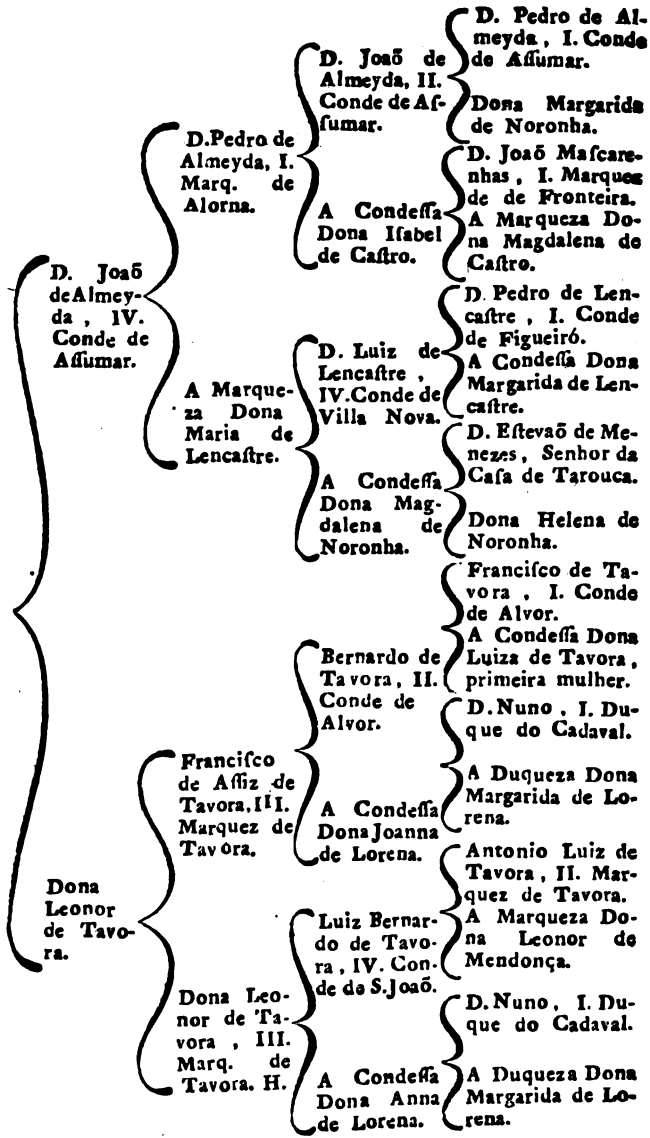 D. Joaõ
de Almey-
da, IV.
Conde de
Aſſumar.
Dona
Leonor
de Tavo-
ra.
D. Pedro de
Almeyda, I.
Marq. de
Alorna.
A Marque-
za Dona
Maria de
Lencaſtre.
Franciſco
de Aſſiz de
Tavora, III.
Marquez de
Tavora.
Dona Leo-
nor de Ta-
vora, III.
Marq. de
Tavora. H.
D. Joaõ de
Almeyda, II.
Conde de Aſ-
ſumar.
A Condeſſa
Dona Iſabel
de Caſtro.
D. Luiz de
Lencaſtre,
IV. Conde de
Villa Nova.
A Condeſſa
Dona Mag-
dalena de
Noronha.
Bernardo de
Tavora, II.
Conde de
Alvor.
A Condeſſa
Dona Joanna
de Lorena.
Luiz Bernar-
do de Tavo-
ra, IV. Con-
de de S. Joaõ.
A Condeſſa
Dona Anna
de Lorena.
D. Pedro de Al-
meyda, I. Conde
de Aſſumar.
Dona Margarida
de Noronha.
D. Joaõ Maſcare-
nhas, I. Marquez
de Fronteira.
A Marqueza Do-
na Magdalena de
Caſtro.
D. Pedro de Len-
caſtre, I. Conde
de Figueiró.
A Condeſſa Dona
Margarida de Len-
caſtre.
D. Eſtevaõ de Me-
nezes, Senhor da
Caſa de Tarouca.
Dona Helena de
Noronha.
Franciſco de Ta-
vora, I. Conde
de Alvor.
A Condeſſa Dona
Luiza de Tavora,
primeira mulher.
D. Nuno, I. Du-
que do Cadaval.
A Duqueza Dona
Margarida de Lo-
rena.
Antonio Luiz de
Tavora, II. Mar-
quez de Tavora.
A Marqueza Do-
na Leonor de
Mendonça.
D. Nuno, I. Du-
que do Cadaval.
A Duqueza Dona
Margarida de Lo-
rena.